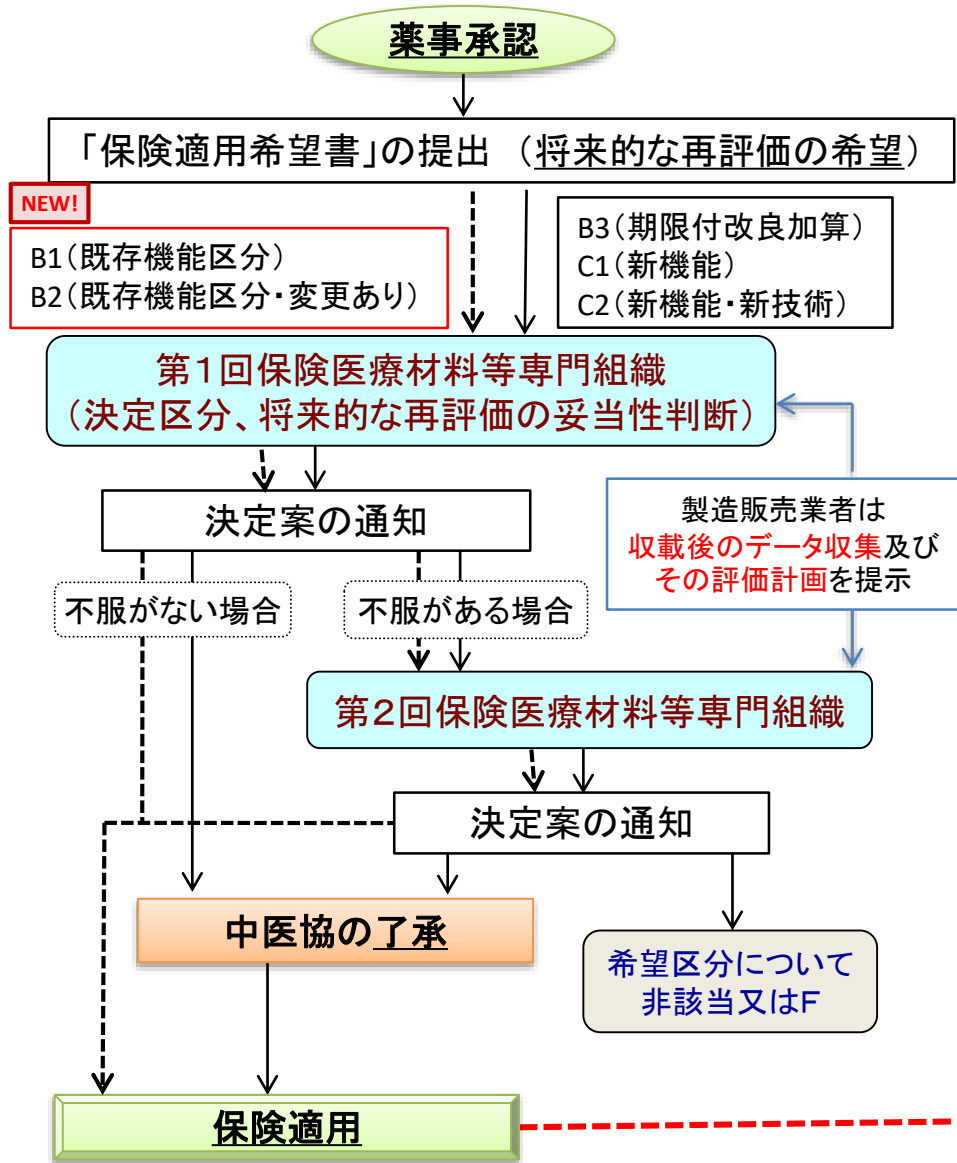 薬事承認
「保険適用希望書」の提出 （将来的な再評価の希望）
NEW!
B1（既存機能区分）
B2（既存機能区分・変更あり）
B3（期限付改良加算）
C1（新機能）
C2（新機能・新技術）
第１回保険医療材料等専門組織
（決定区分、将来的な再評価の妥当性判断）
決定案の通知
製造販売業者は
収載後のデータ収集及び
その評価計画を提示
不服がない場合
不服がある場合
第２回保険医療材料等専門組織
決定案の通知
中医協の了承
希望区分について
非該当又はＦ
保険適用